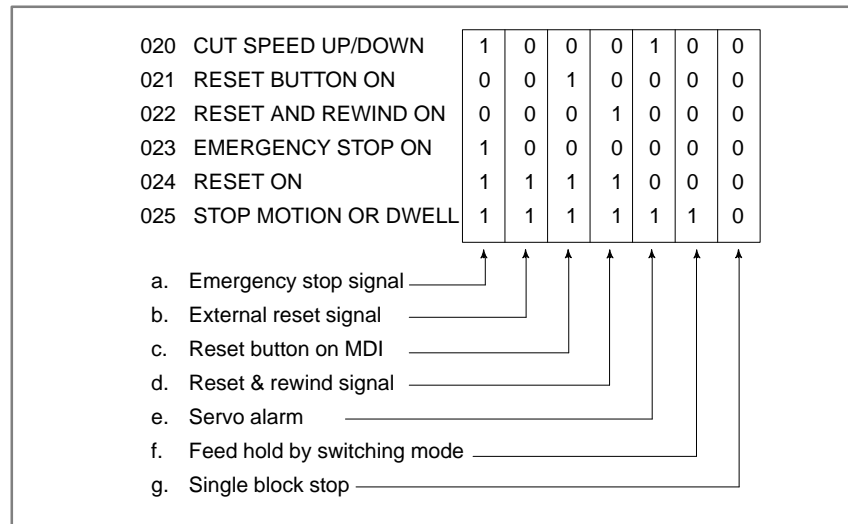 020 CUT SPEED UP/DOWN 1 0 0 0 1 0 0
021 RESET BUTTON ON 0 0 1 0 0 0 0
022 RESET AND REWIND ON 0 0 0 1 0 0 0
023 EMERGENCY STOP ON 1 0 0 0 0 0 0
024 RESET ON 1 1 1 1 0 0 0
025 STOP MOTION OR DWELL 1 1 1 1 1 1 0
a. Emergency stop signal
b. External reset signal
c. Reset button on MDI
d. Reset & rewind signal
e. Servo alarm
f. Feed hold by switching mode
g. Single block stop